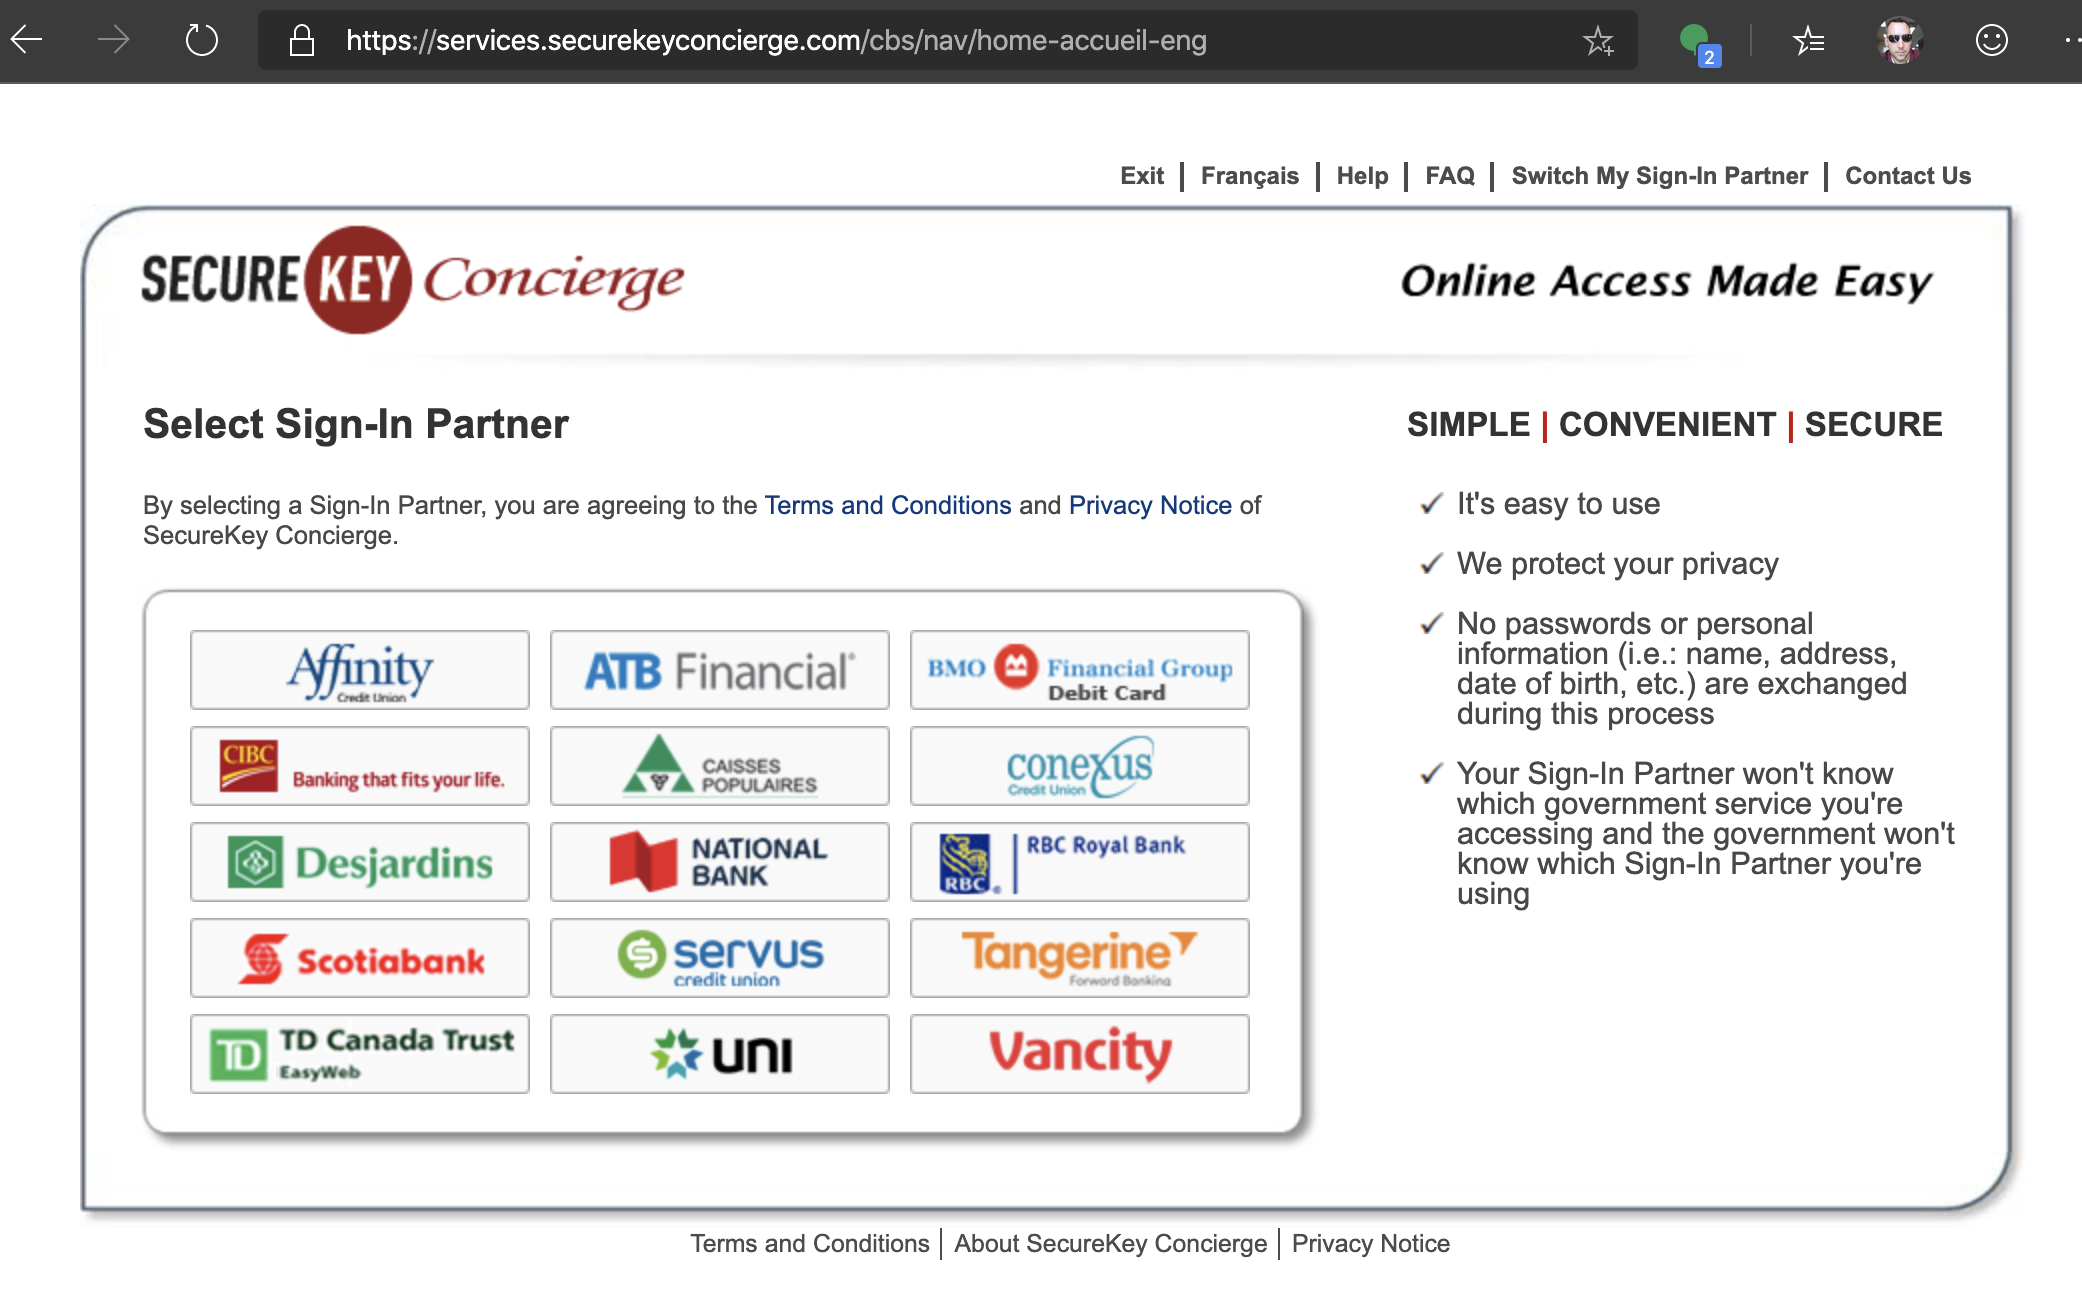 https://services.securekeyconcierge.com/cbs/nav/home-accueil-eng
2
Exit | Français | Help | FAQ | Switch My Sign-In Partner | Contact Us
SECURE KEY Concierge
Online Access Made Easy
Select Sign-In Partner
By selecting a Sign-In Partner, you are agreeing to the Terms and Conditions and Privacy Notice of
SecureKey Concierge.
Affinity
Credit Union
ATB Financial®
BMO Financial Group
Debit Card
CIBC
Banking that fits your life.
CAISSES
POPULAIRES
conexus
Credit Union
Desjardins
NATIONAL
BANK
RBC ®
RBC Royal Bank
Scotiabank
servus
credit union
Tangerine
Forward Banking
TD
TD Canada Trust
EasyWeb
UNI
Vancity
SIMPLE | CONVENIENT | SECURE
✓ It's easy to use
✓ We protect your privacy
✓ No passwords or personal
information (i.e.: name, address,
date of birth, etc.) are exchanged
during this process
✓ Your Sign-In Partner won't know
which government service you're
accessing and the government won't
know which Sign-In Partner you're
using
Terms and Conditions | About SecureKey Concierge | Privacy Notice